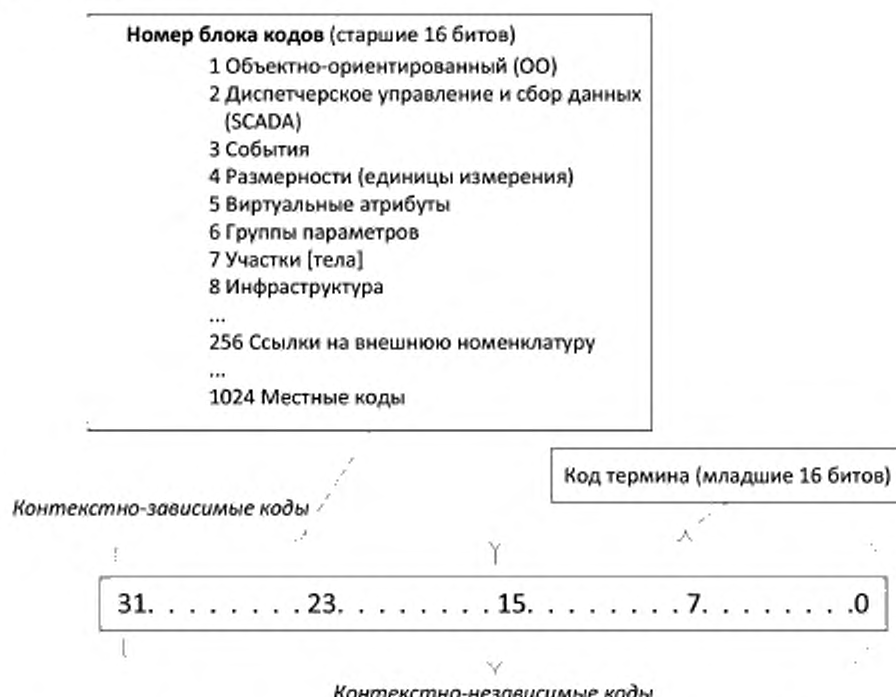 Номер блока кодов (старшие 16 битов)
1 Объектно-ориентированный (ОО)
2 Диспетчерское управление и сбор данных
(SCADA)
3 События
4 Размерности (единицы измерения)
5 Виртуальные атрибуты
6 Группы параметров
7 Участки [тела]
8 Инфраструктура
...
256 Ссылки на внешнюю номенклатуру
...
1024 Местные коды
Код термина (младшие 16 битов)
Контекстно-зависимые коды
31. . . . . . . . 23. . . . . . . . 15. . . . . . . . 7. . . . . . . .0
Контекстно-независимые коды